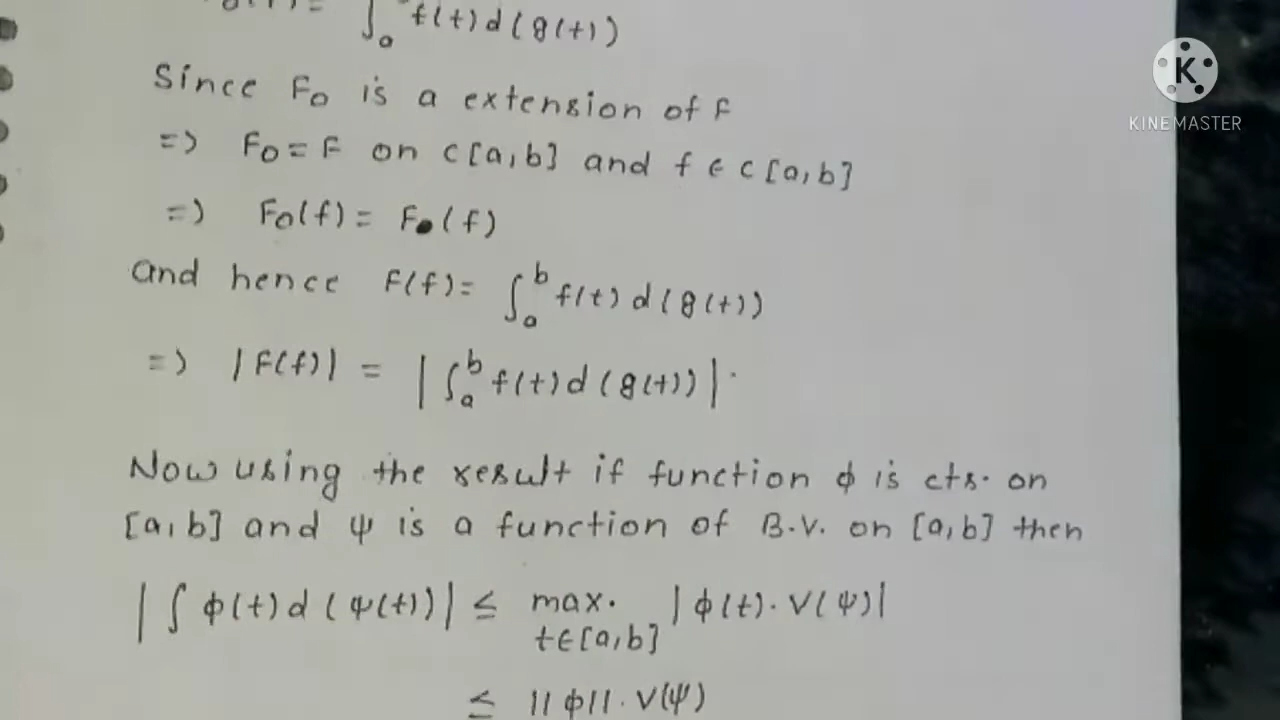 = ∫ₐ f(t)d(g(t))
Since F₀ is a extension of F
=> F₀ = F on c[a,b] and f ∈ c[a,b]
=> F₀(f) = F(f)
and hence F(f) = ∫ₐᵇ f(t)d(g(t))
=> |F(f)| = |∫ₐᵇ f(t)d(g(t))|.
Now using the result if function ϕ is cts. on
[a,b] and ψ is a function of B.V. on [a,b] then
|∫ϕ(t)d(ψ(t))| ≤ max. |ϕ(t). V(ψ)|
t∈[a,b]
≤ ||ϕ||. V(ψ)
K
KINEMASTER